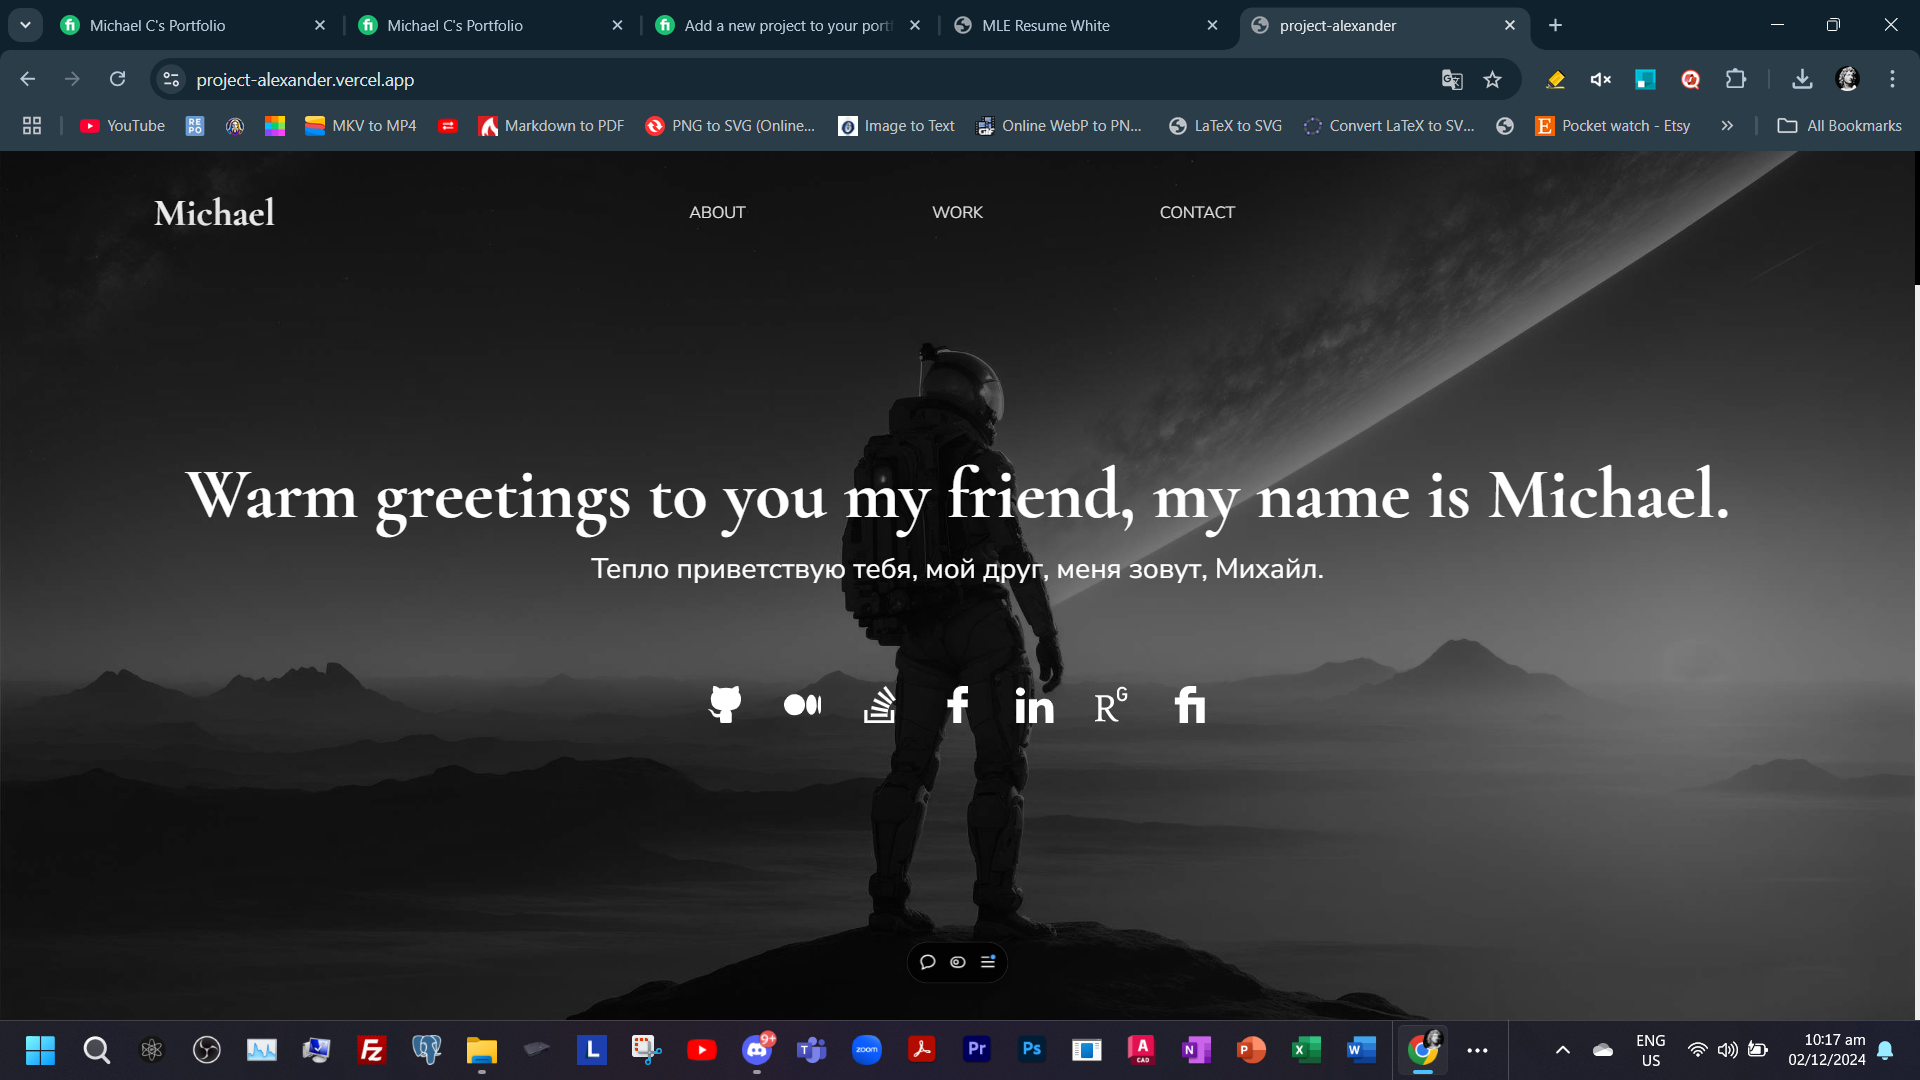 Michael C's Portfolio
Michael C's Portfolio
Add a new project to your port
MLE Resume White
project-alexander
project-alexander.vercel.app
YouTube
RE
PO
MKV to MP4
Markdown to PDF
PNG to SVG (Online...
Image to Text
Online WebP to PN...
LaTeX to SVG
Convert LaTeX to SV...
Pocket watch - Etsy
All Bookmarks
Michael
ABOUT
WORK
CONTACT
Warm greetings to you my friend, my name is Michael.
Тепло приветствую тебя, мой друг, меня зовут, Михайл.
ENG
US
10:17 am
02/12/2024